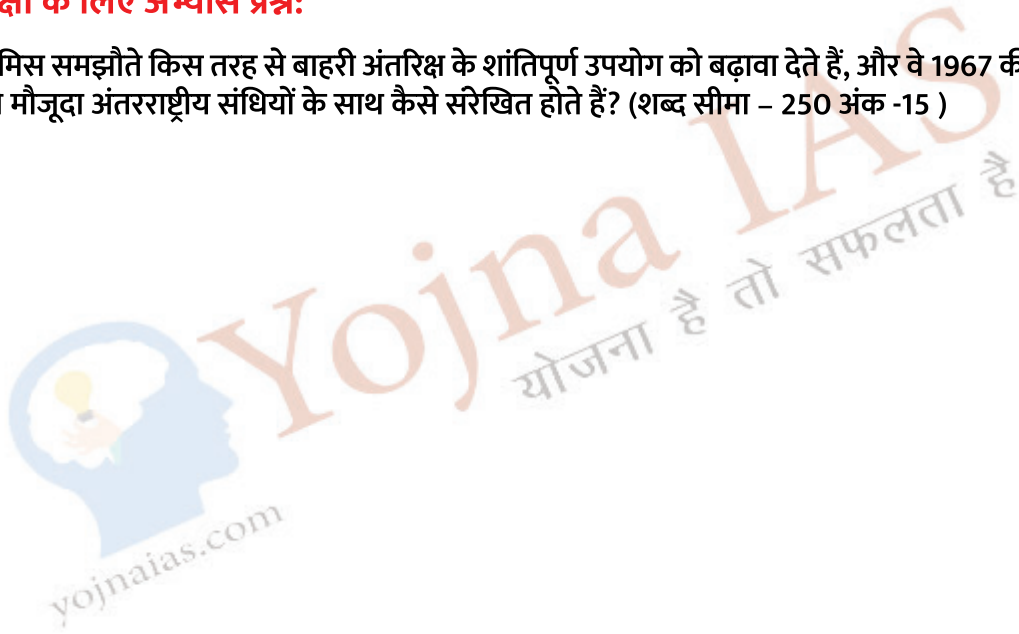 क्षा के लिए अभ्यास प्रश्न:
मिस समझौते किस तरह से बाहरी अंतरिक्ष के शांतिपूर्ण उपयोग को बढ़ावा देते हैं, और वे 1967 की
मौजूदा अंतरराष्ट्रीय संधियों के साथ कैसे संरेखित होते हैं? (शब्द सीमा – 250 अंक -15 )
Yojna IAS
योजना है तो सफलता है
yojnaias.com